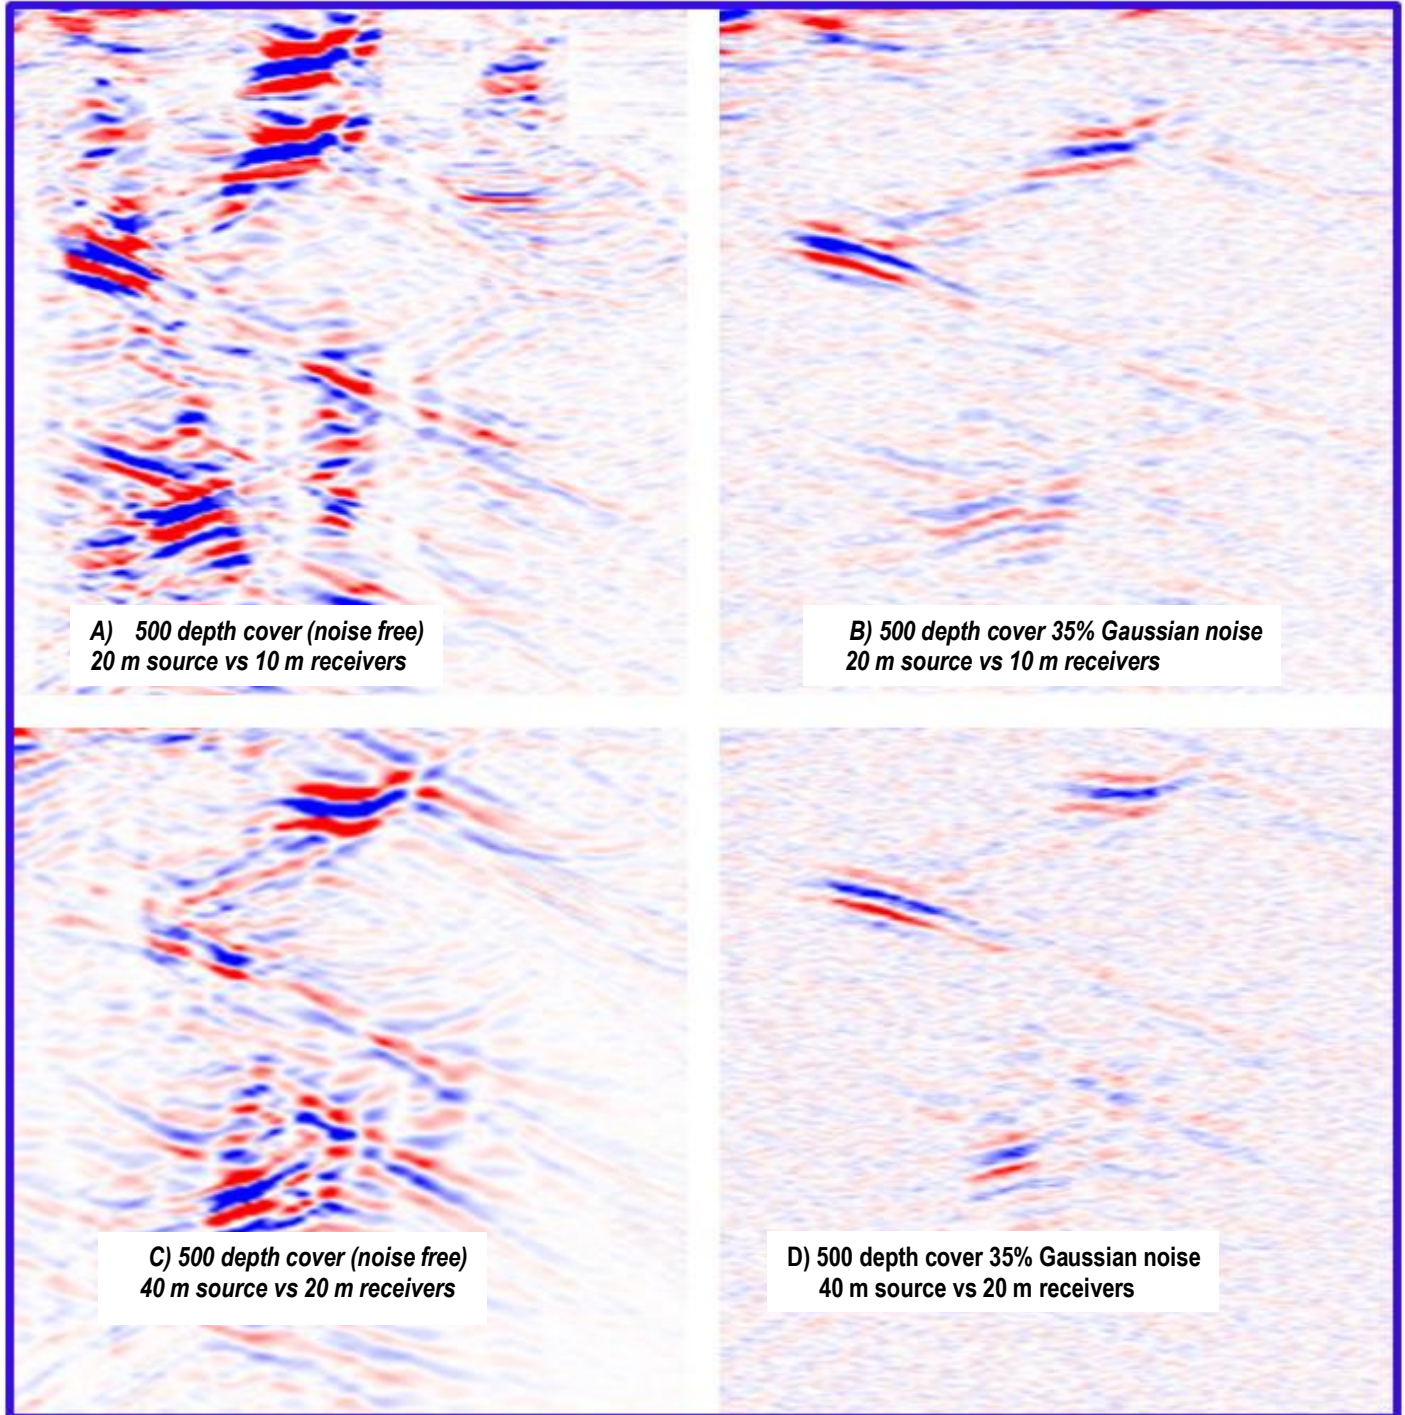 A) 500 depth cover (noise free)
20 m source vs 10 m receivers
B) 500 depth cover 35% Gaussian noise
20 m source vs 10 m receivers
C) 500 depth cover (noise free)
40 m source vs 20 m receivers
D) 500 depth cover 35% Gaussian noise
40 m source vs 20 m receivers